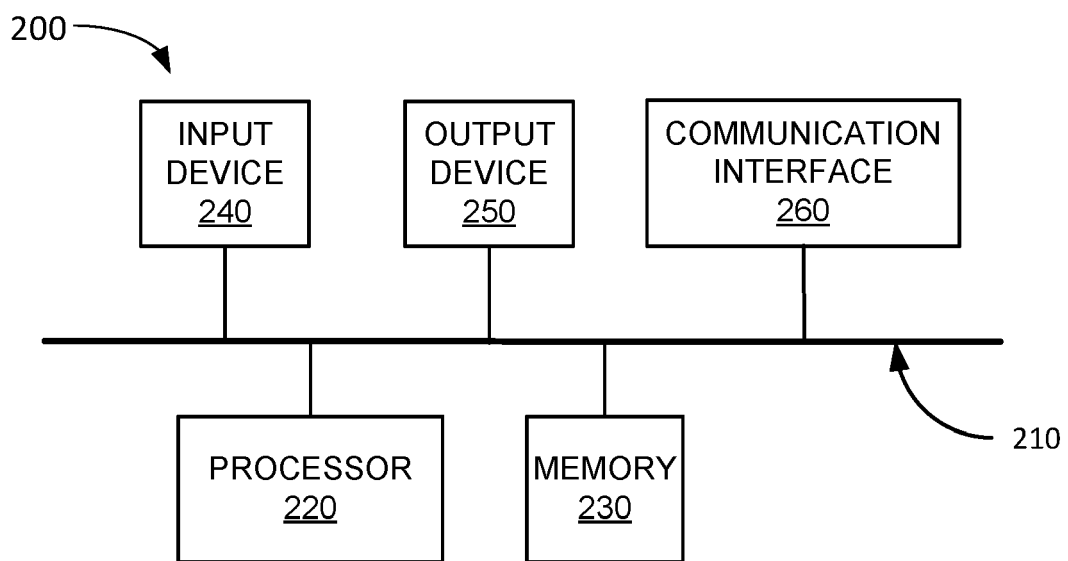 200
INPUT
DEVICE
240
OUTPUT
DEVICE
250
COMMUNICATION
INTERFACE
260
210
PROCESSOR
220
MEMORY
230